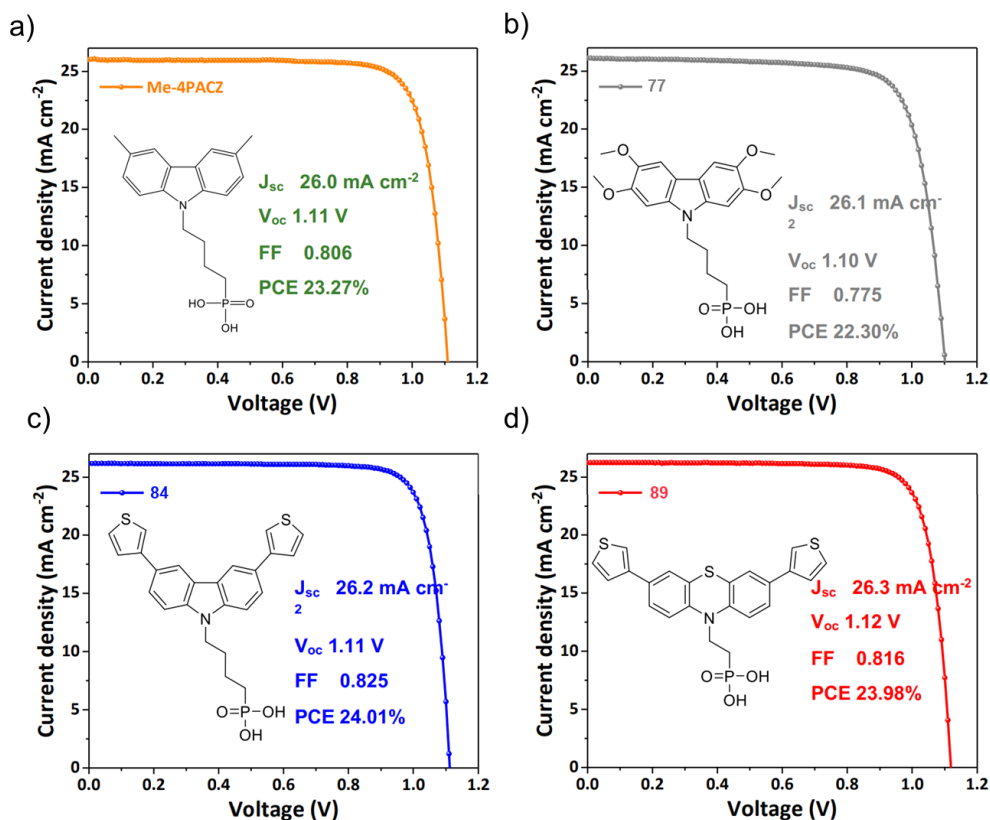 a)
Current density (mA cm⁻²)
25
20
15
10
5
0
0.0 0.2 0.4 0.6 0.8 1.0 1.2
Voltage (V)
Me-4PACZ
N
HO P O
OH
Jsc 26.0 mA cm⁻²
Voc 1.11 V
FF 0.806
PCE 23.27%
b)
Current density (mA cm⁻²)
25
20
15
10
5
0
0.0 0.2 0.4 0.6 0.8 1.0 1.2
Voltage (V)
77
O O
O O
N
O=P OH
OH
Jsc 26.1 mA cm⁻
2
Voc 1.10 V
FF 0.775
PCE 22.30%
c)
Current density (mA cm⁻²)
25
20
15
10
5
0
0.0 0.2 0.4 0.6 0.8 1.0 1.2
Voltage (V)
84
S S
N
O=P OH
OH
Jsc 26.2 mA cm⁻
2
Voc 1.11 V
FF 0.825
PCE 24.01%
d)
Current density (mA cm⁻²)
25
20
15
10
5
0
0.0 0.2 0.4 0.6 0.8 1.0 1.2
Voltage (V)
89
S S S
N
O=P OH
OH
Jsc 26.3 mA cm⁻²
Voc 1.12 V
FF 0.816
PCE 23.98%